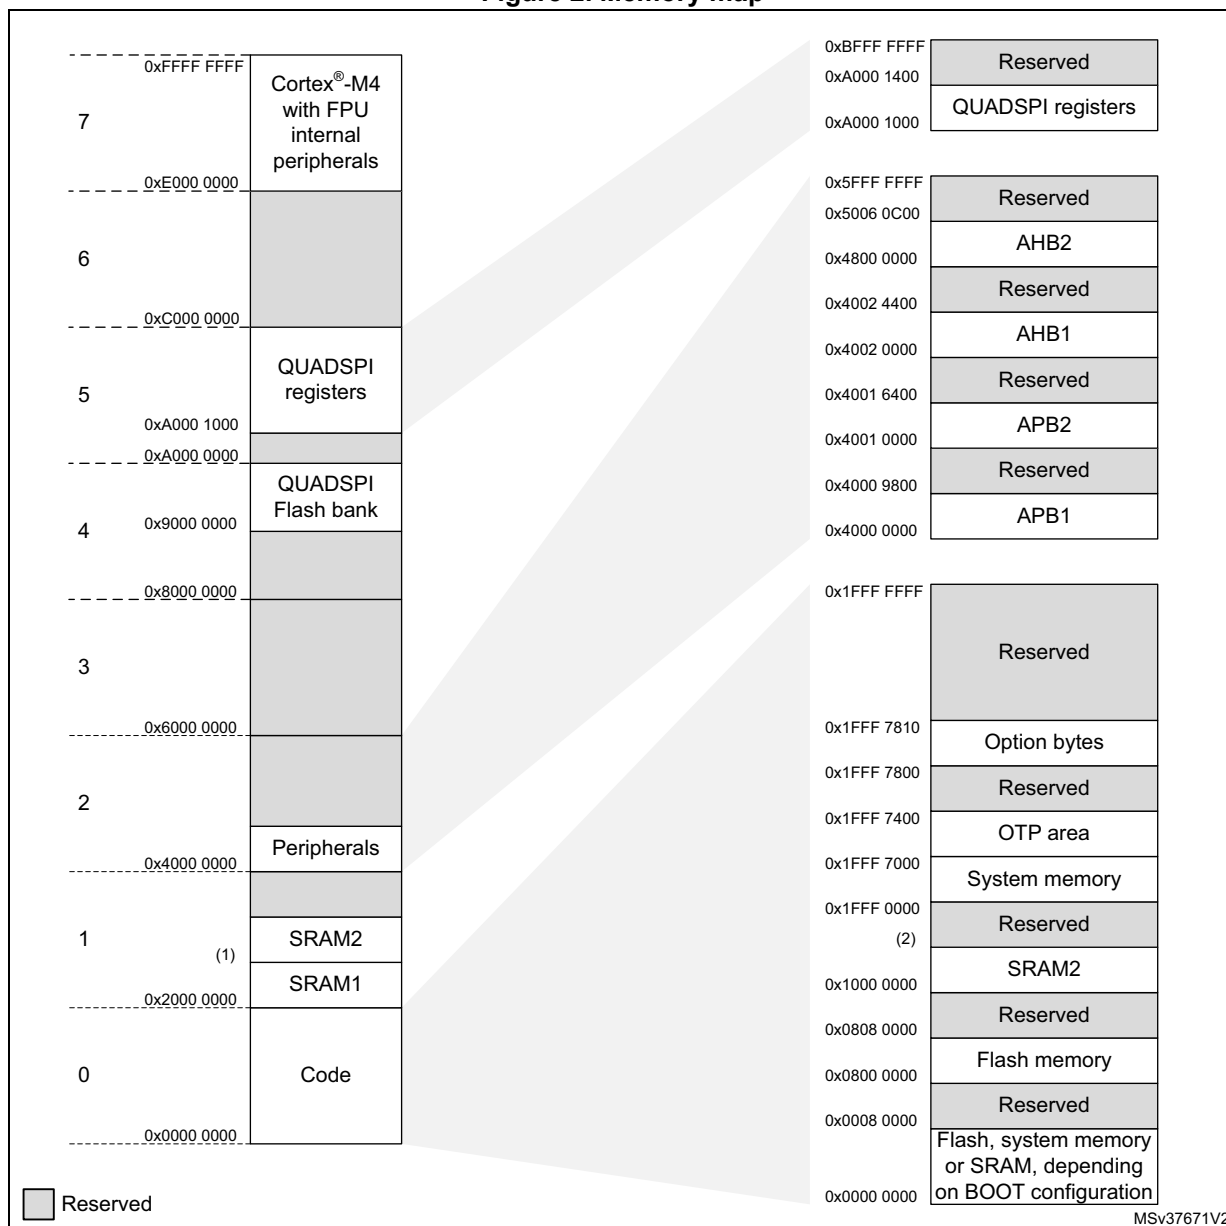 Figure 2. Memory map
0xFFFF FFFF
7
Cortex®-M4
with FPU
internal
peripherals
0xE000 0000
6
0xC000 0000
5
QUADSPI
registers
0xA000 1000
0xA000 0000
4
QUADSPI
Flash bank
0x9000 0000
0x8000 0000
3
0x6000 0000
2
Peripherals
0x4000 0000
1
SRAM2
(1)
SRAM1
0x2000 0000
0
Code
0x0000 0000
Reserved
0xBFFF FFFF
Reserved
0xA000 1400
QUADSPI registers
0xA000 1000
0x5FFF FFFF
Reserved
0x5006 0C00
AHB2
0x4800 0000
Reserved
0x4002 4400
AHB1
0x4002 0000
Reserved
0x4001 6400
APB2
0x4001 0000
Reserved
0x4000 9800
APB1
0x4000 0000
0x1FFF FFFF
Reserved
0x1FFF 7810
Option bytes
0x1FFF 7800
Reserved
0x1FFF 7400
OTP area
0x1FFF 7000
System memory
0x1FFF 0000
Reserved
(2)
SRAM2
0x1000 0000
Reserved
0x0808 0000
Flash memory
0x0800 0000
Reserved
0x0008 0000
Flash, system memory
or SRAM, depending
on BOOT configuration
0x0000 0000
MSv37671V2